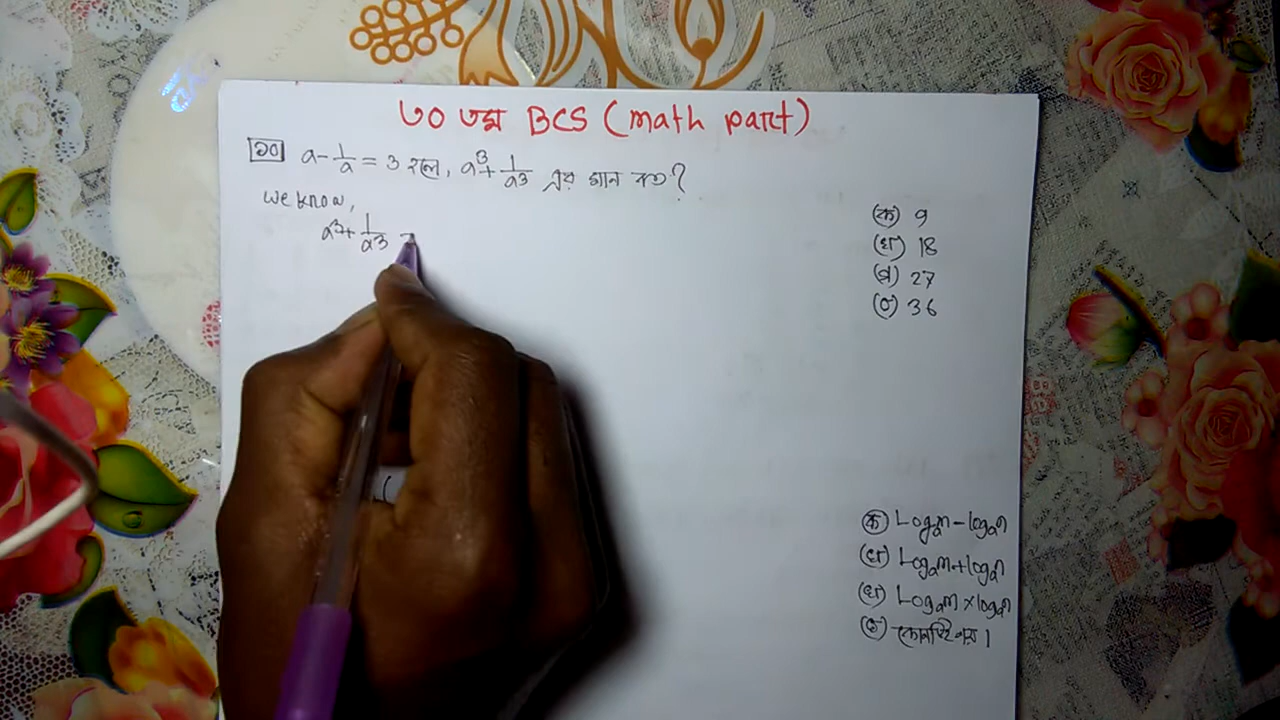 ৩০ তম BCS (math part)
১০ a - 1/a = 3 হলে, a³ + 1/a³ এর মান কত?
we know,
a³ + 1/a³ =
(ক) 9
(খ) 18
(গ) 27
(ঘ) 36
(ক) Logₐm - logₐn
(খ) Logₐm + logₐn
(গ) Logₐm × logₐn
(ঘ) কোনটিই নয়।